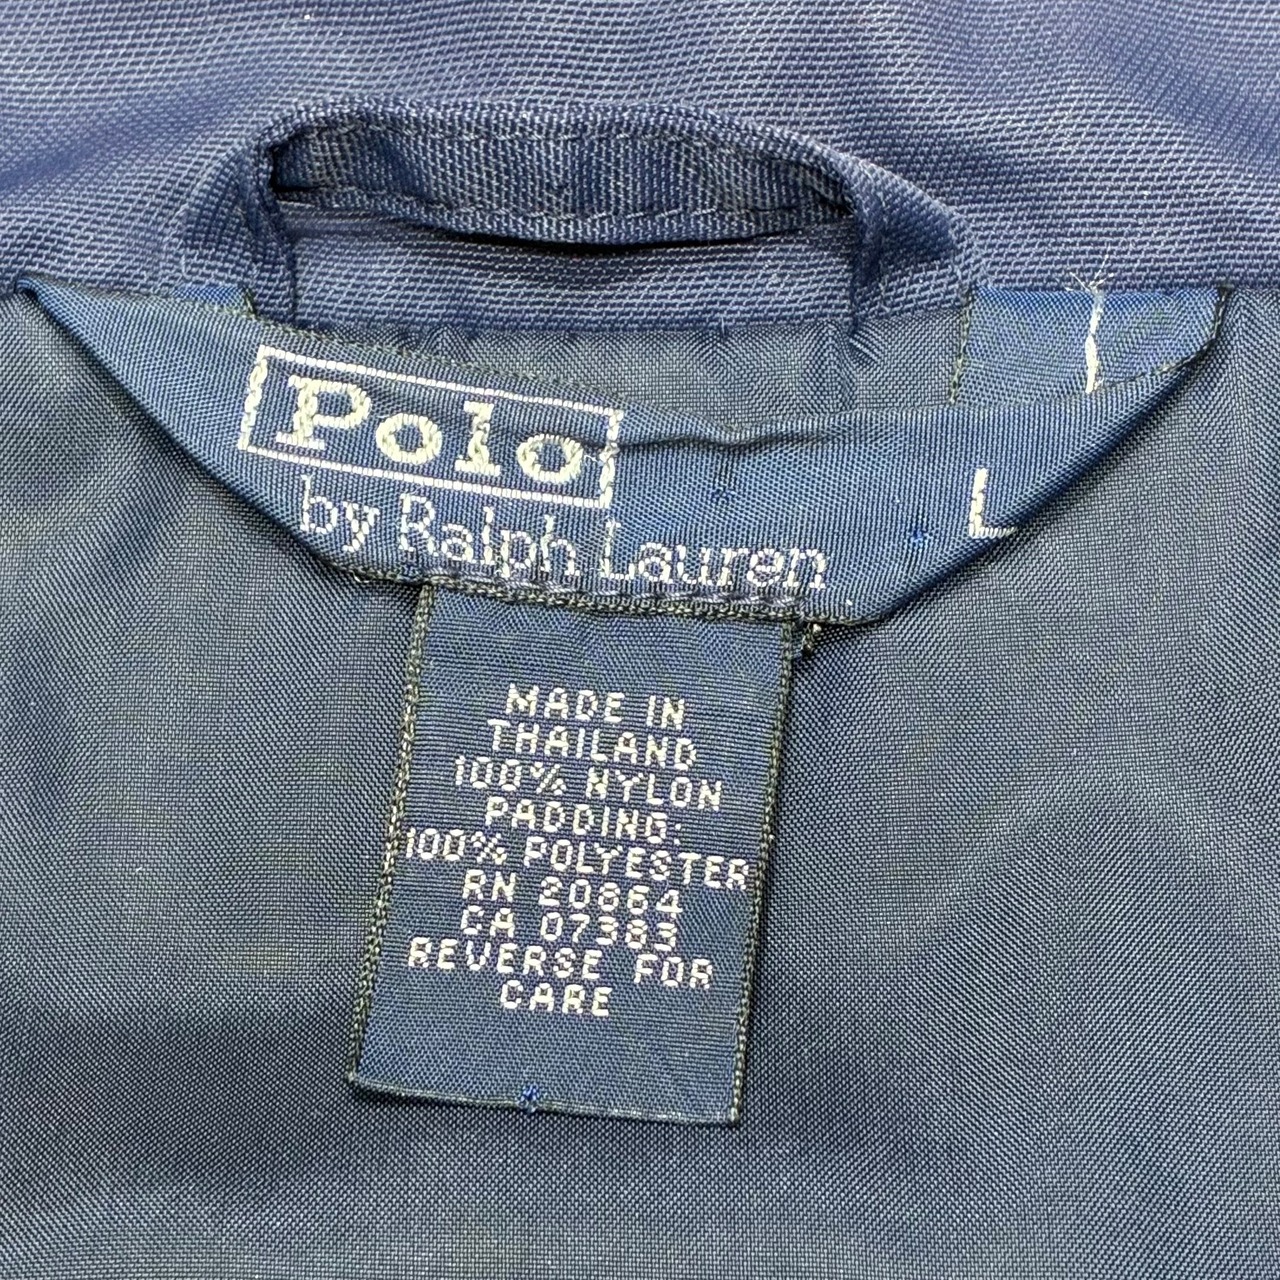 Polo
by Ralph Lauren
L
MADE IN
THAILAND
100% NYLON
PADDING:
100% POLYESTER
RN 20864
CA 07383
REVERSE FOR
CARE